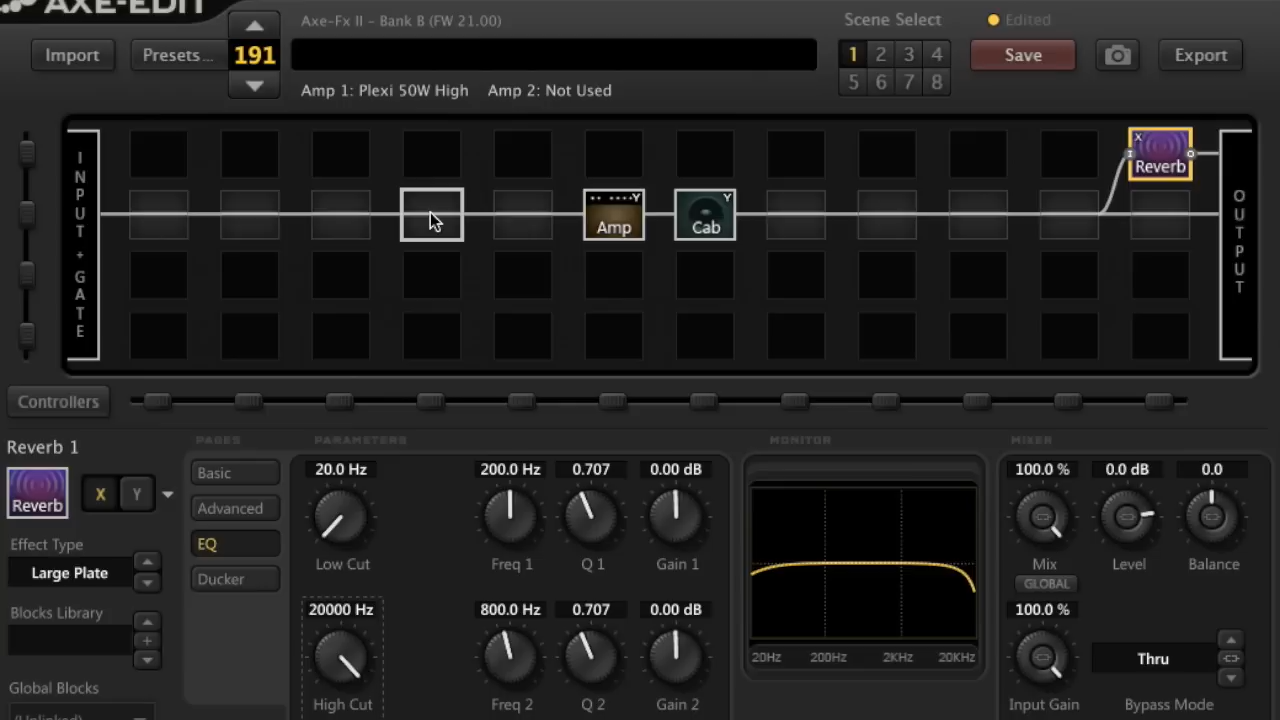 AXE-EDIT
Import
Presets...
191
Axe-Fx II - Bank B (FW 21.00)
Amp 1: Plexi 50W High Amp 2: Not Used
Scene Select
1 2 3 4
5 6 7 8
Edited
Save
Export
INPUT + GATE
X
Reverb
Y
Amp
Y
Cab
I
O
OUTPUT
Controllers
Reverb 1
Reverb
X Y
Effect Type
Large Plate
Blocks Library
+
Global Blocks
(Unlinked)
PAGES
Basic
Advanced
EQ
Ducker
PARAMETERS
20.0 Hz 200.0 Hz 0.707 0.00 dB
Low Cut Freq 1 Q 1 Gain 1
20000 Hz 800.0 Hz 0.707 0.00 dB
High Cut Freq 2 Q 2 Gain 2
MONITOR
20Hz 200Hz 2KHz 20KHz
MIXER
100.0 % 0.0 dB 0.0
Mix Level Balance
GLOBAL
100.0 %
Thru
Input Gain Bypass Mode